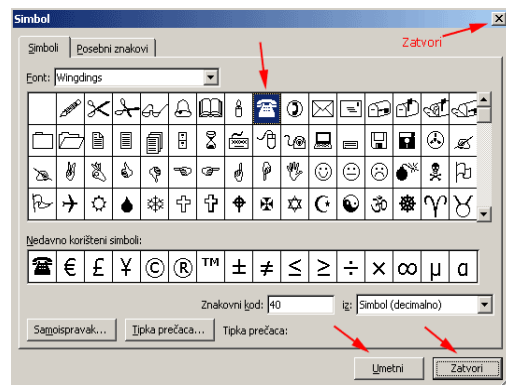 Simbol
Zatvori
Simboli
Posebni znakovi
Font: Wingdings
Nedavno korišteni simboli:
☎ € £ ¥ © ® ™ ± ≠ ≤ ≥ ÷ × ∞ µ α
Znakovni kod: 40 iz: Simbol (decimalno)
Samoispravak... Tipka prečaca... Tipka prečaca:
Umetni Zatvori